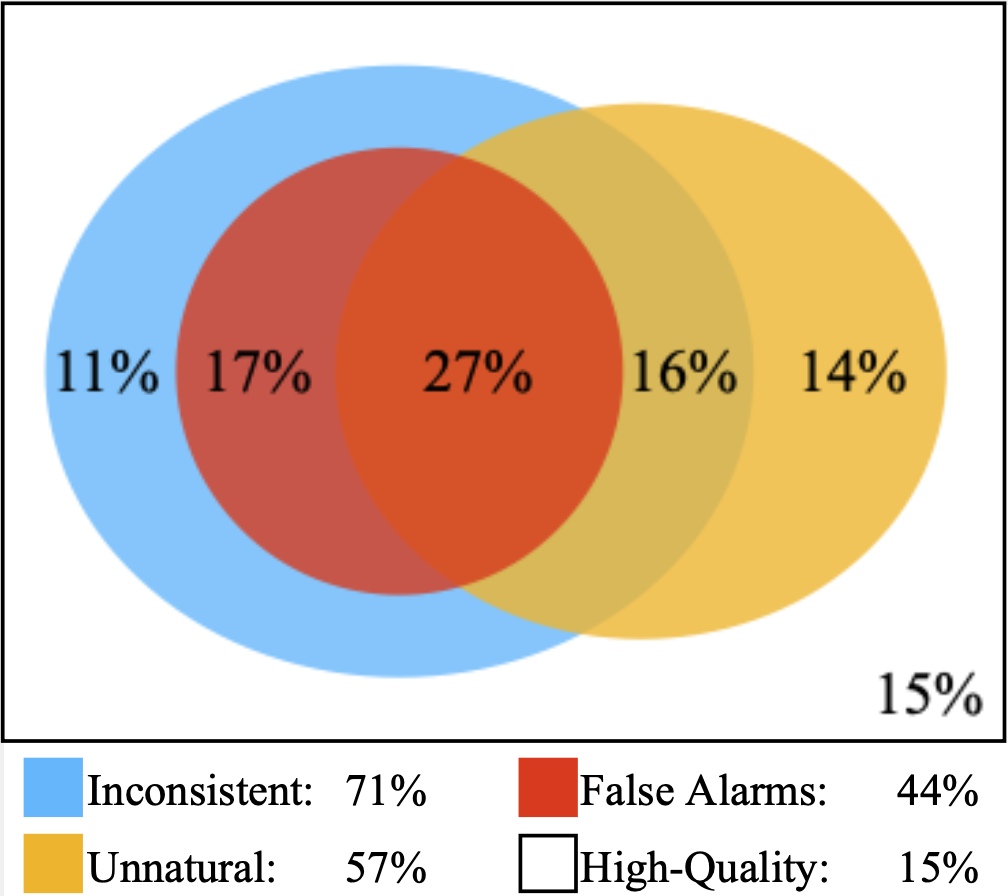 11% 17% 27% 16% 14%
15%
Inconsistent: 71% False Alarms: 44%
Unnatural: 57% High-Quality: 15%